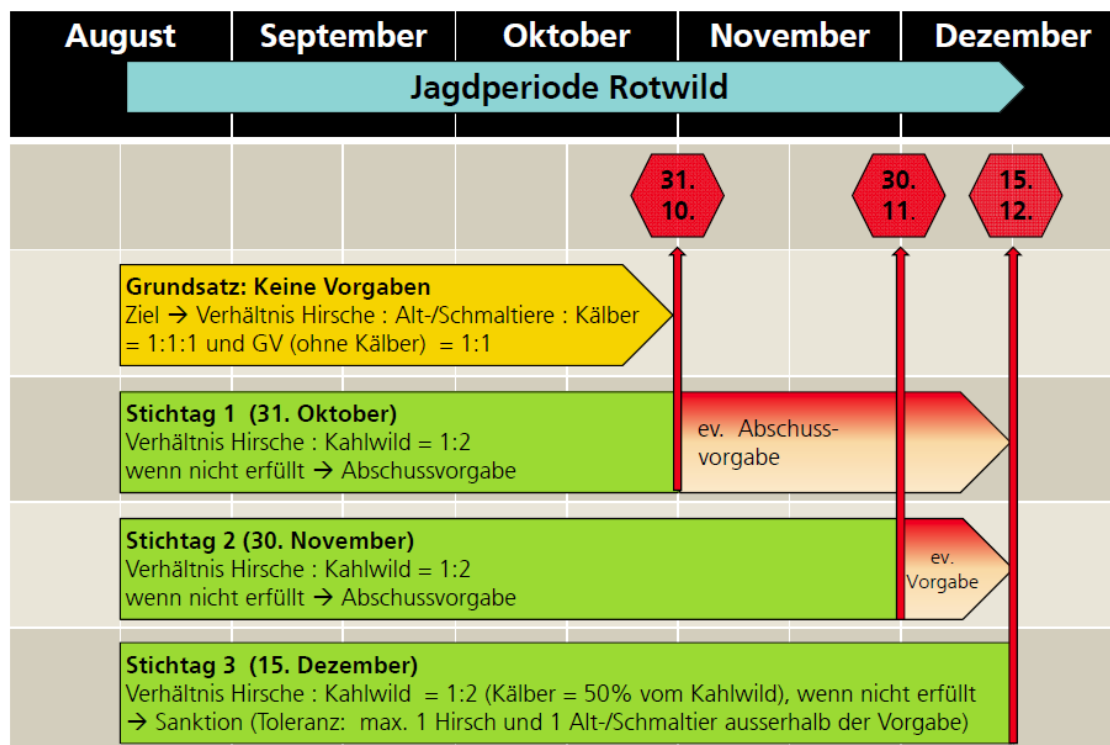 August September Oktober November Dezember
Jagdperiode Rotwild
31.
10.
30.
11.
15.
12.
Grundsatz: Keine Vorgaben
Ziel → Verhältnis Hirsche : Alt-/Schmaltiere : Kälber
= 1:1:1 und GV (ohne Kälber) = 1:1
Stichtag 1 (31. Oktober)
Verhältnis Hirsche : Kahlwild = 1:2
wenn nicht erfüllt → Abschussvorgabe
ev. Abschuss-
vorgabe
Stichtag 2 (30. November)
Verhältnis Hirsche : Kahlwild = 1:2
wenn nicht erfüllt → Abschussvorgabe
ev.
Vorgabe
Stichtag 3 (15. Dezember)
Verhältnis Hirsche : Kahlwild = 1:2 (Kälber = 50% vom Kahlwild), wenn nicht erfüllt
→ Sanktion (Toleranz: max. 1 Hirsch und 1 Alt-/Schmaltier ausserhalb der Vorgabe)